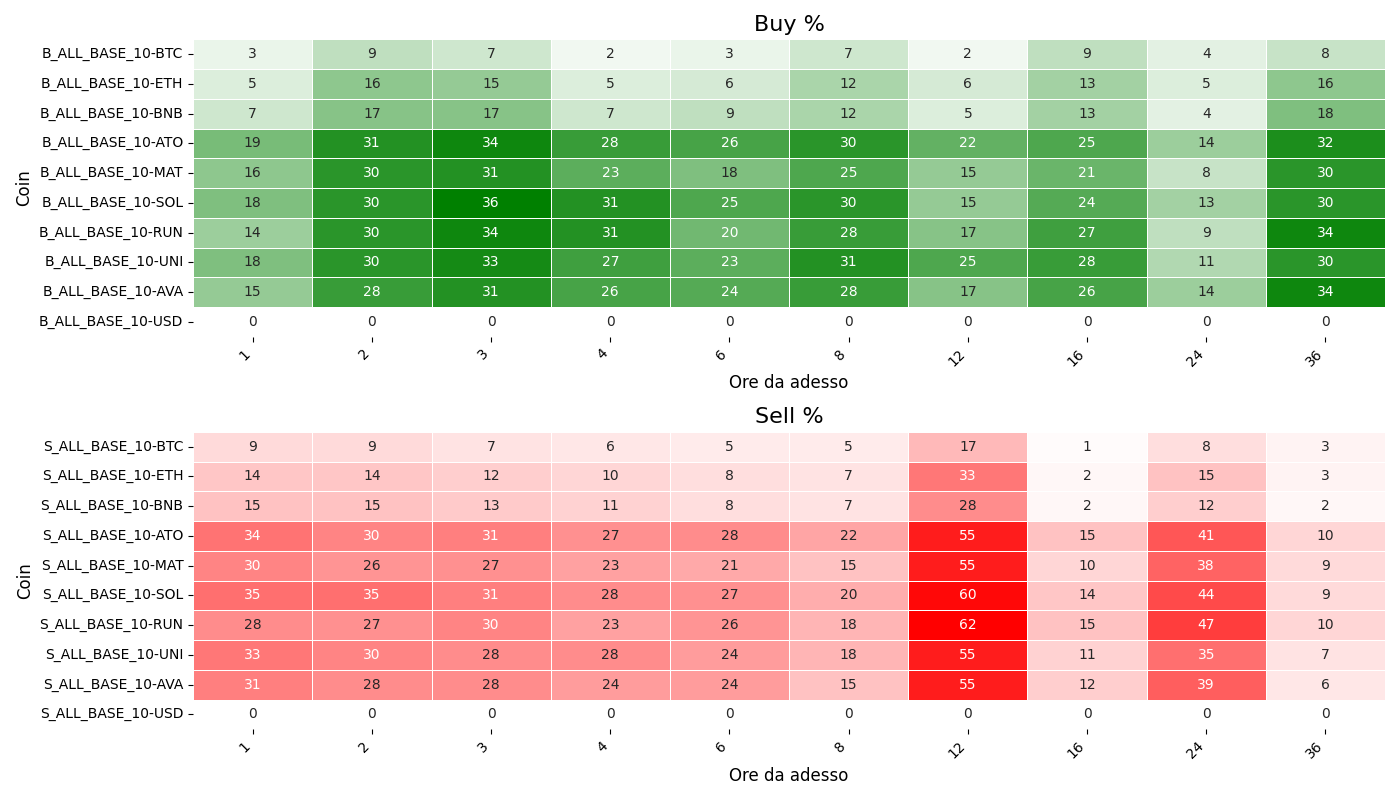 Buy %
Coin
B_ALL_BASE_10-BTC 3 9 7 2 3 7 2 9 4 8
B_ALL_BASE_10-ETH 5 16 15 5 6 12 6 13 5 16
B_ALL_BASE_10-BNB 7 17 17 7 9 12 5 13 4 18
B_ALL_BASE_10-ATO 19 31 34 28 26 30 22 25 14 32
B_ALL_BASE_10-MAT 16 30 31 23 18 25 15 21 8 30
B_ALL_BASE_10-SOL 18 30 36 31 25 30 15 24 13 30
B_ALL_BASE_10-RUN 14 30 34 31 20 28 17 27 9 34
B_ALL_BASE_10-UNI 18 30 33 27 23 31 25 28 11 30
B_ALL_BASE_10-AVA 15 28 31 26 24 28 17 26 14 34
B_ALL_BASE_10-USD 0 0 0 0 0 0 0 0 0 0
1 2 3 4 6 8 12 16 24 36
Ore da adesso
Sell %
Coin
S_ALL_BASE_10-BTC 9 9 7 6 5 5 17 1 8 3
S_ALL_BASE_10-ETH 14 14 12 10 8 7 33 2 15 3
S_ALL_BASE_10-BNB 15 15 13 11 8 7 28 2 12 2
S_ALL_BASE_10-ATO 34 30 31 27 28 22 55 15 41 10
S_ALL_BASE_10-MAT 30 26 27 23 21 15 55 10 38 9
S_ALL_BASE_10-SOL 35 35 31 28 27 20 60 14 44 9
S_ALL_BASE_10-RUN 28 27 30 23 26 18 62 15 47 10
S_ALL_BASE_10-UNI 33 30 28 28 24 18 55 11 35 7
S_ALL_BASE_10-AVA 31 28 28 24 24 15 55 12 39 6
S_ALL_BASE_10-USD 0 0 0 0 0 0 0 0 0 0
1 2 3 4 6 8 12 16 24 36
Ore da adesso